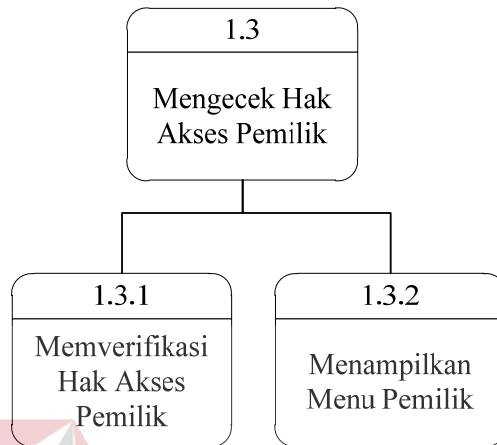 1.3
Mengecek Hak
Akses Pemilik
1.3.1
Memverifikasi
Hak Akses
Pemilik
1.3.2
Menampilkan
Menu Pemilik